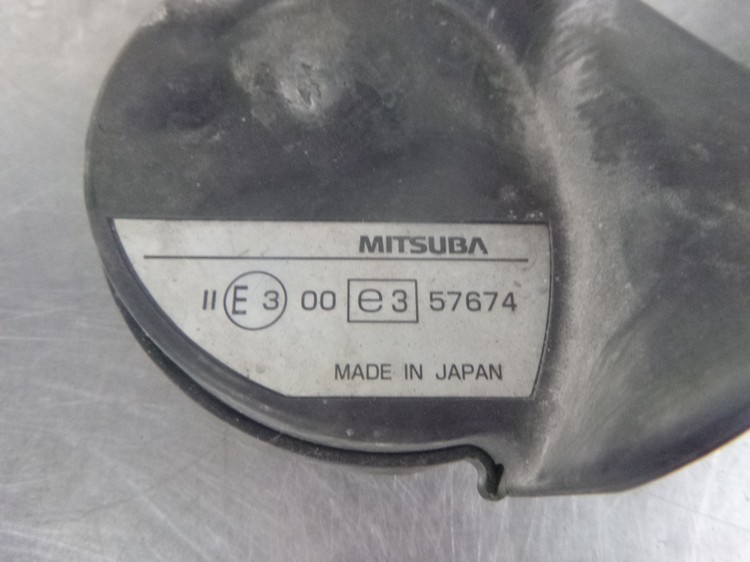 MITSUBA
II E 3 00 e3 57674
MADE IN JAPAN